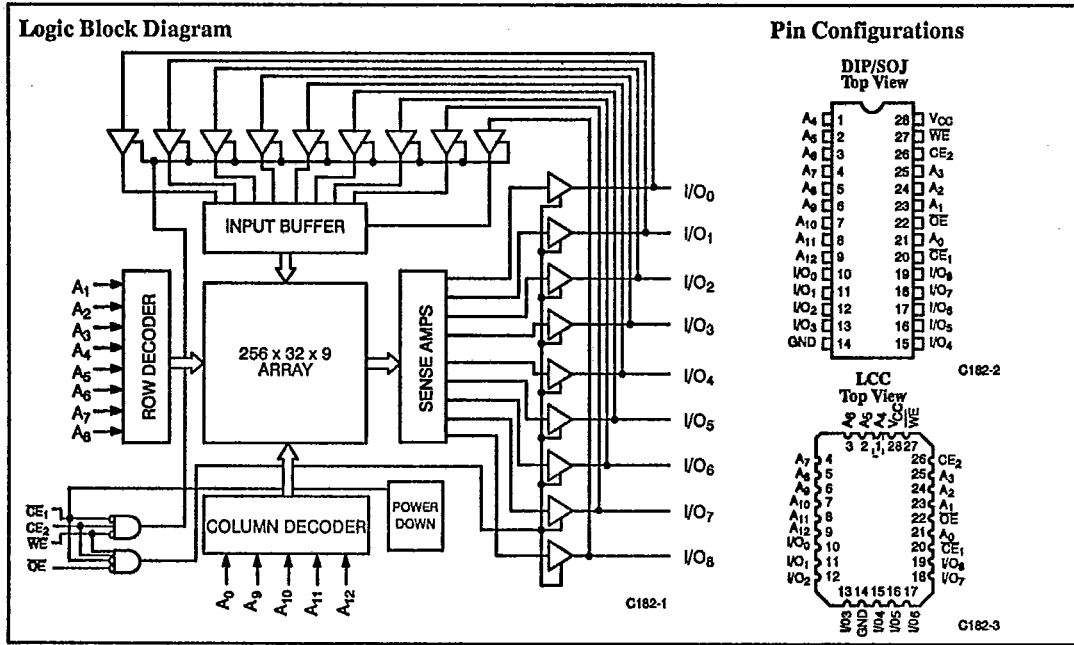 Logic Block Diagram
INPUT BUFFER
A1
A2
A3
A4
A5
A6
A7
A8
ROW DECODER
256 x 32 x 9
ARRAY
SENSE AMPS
I/O0
I/O1
I/O2
I/O3
I/O4
I/O5
I/O6
I/O7
I/O8
COLUMN DECODER
POWER
DOWN
CE1
CE2
WE
OE
A0
A9
A10
A11
A12
C182-1
Pin Configurations
DIP/SOJ
Top View
A4 1 28 VCC
A5 2 27 WE
A6 3 26 CE2
A7 4 25 A3
A8 5 24 A2
A9 6 23 A1
A10 7 22 OE
A11 8 21 A0
A12 9 20 CE1
I/O0 10 19 I/O8
I/O1 11 18 I/O7
I/O2 12 17 I/O6
I/O3 13 16 I/O5
GND 14 15 I/O4
C182-2
LCC
Top View
A6 A5 A4 VCC WE
3 2 1 28 27
A7 4 26 CE2
A8 5 25 A3
A9 6 24 A2
A10 7 23 A1
A11 8 22 OE
A12 9 21 A0
I/O0 10 20 CE1
I/O1 11 19 I/O8
I/O2 12 18 I/O7
13 14 15 16 17
I/O3 GND I/O4 I/O5 I/O6
C182-3